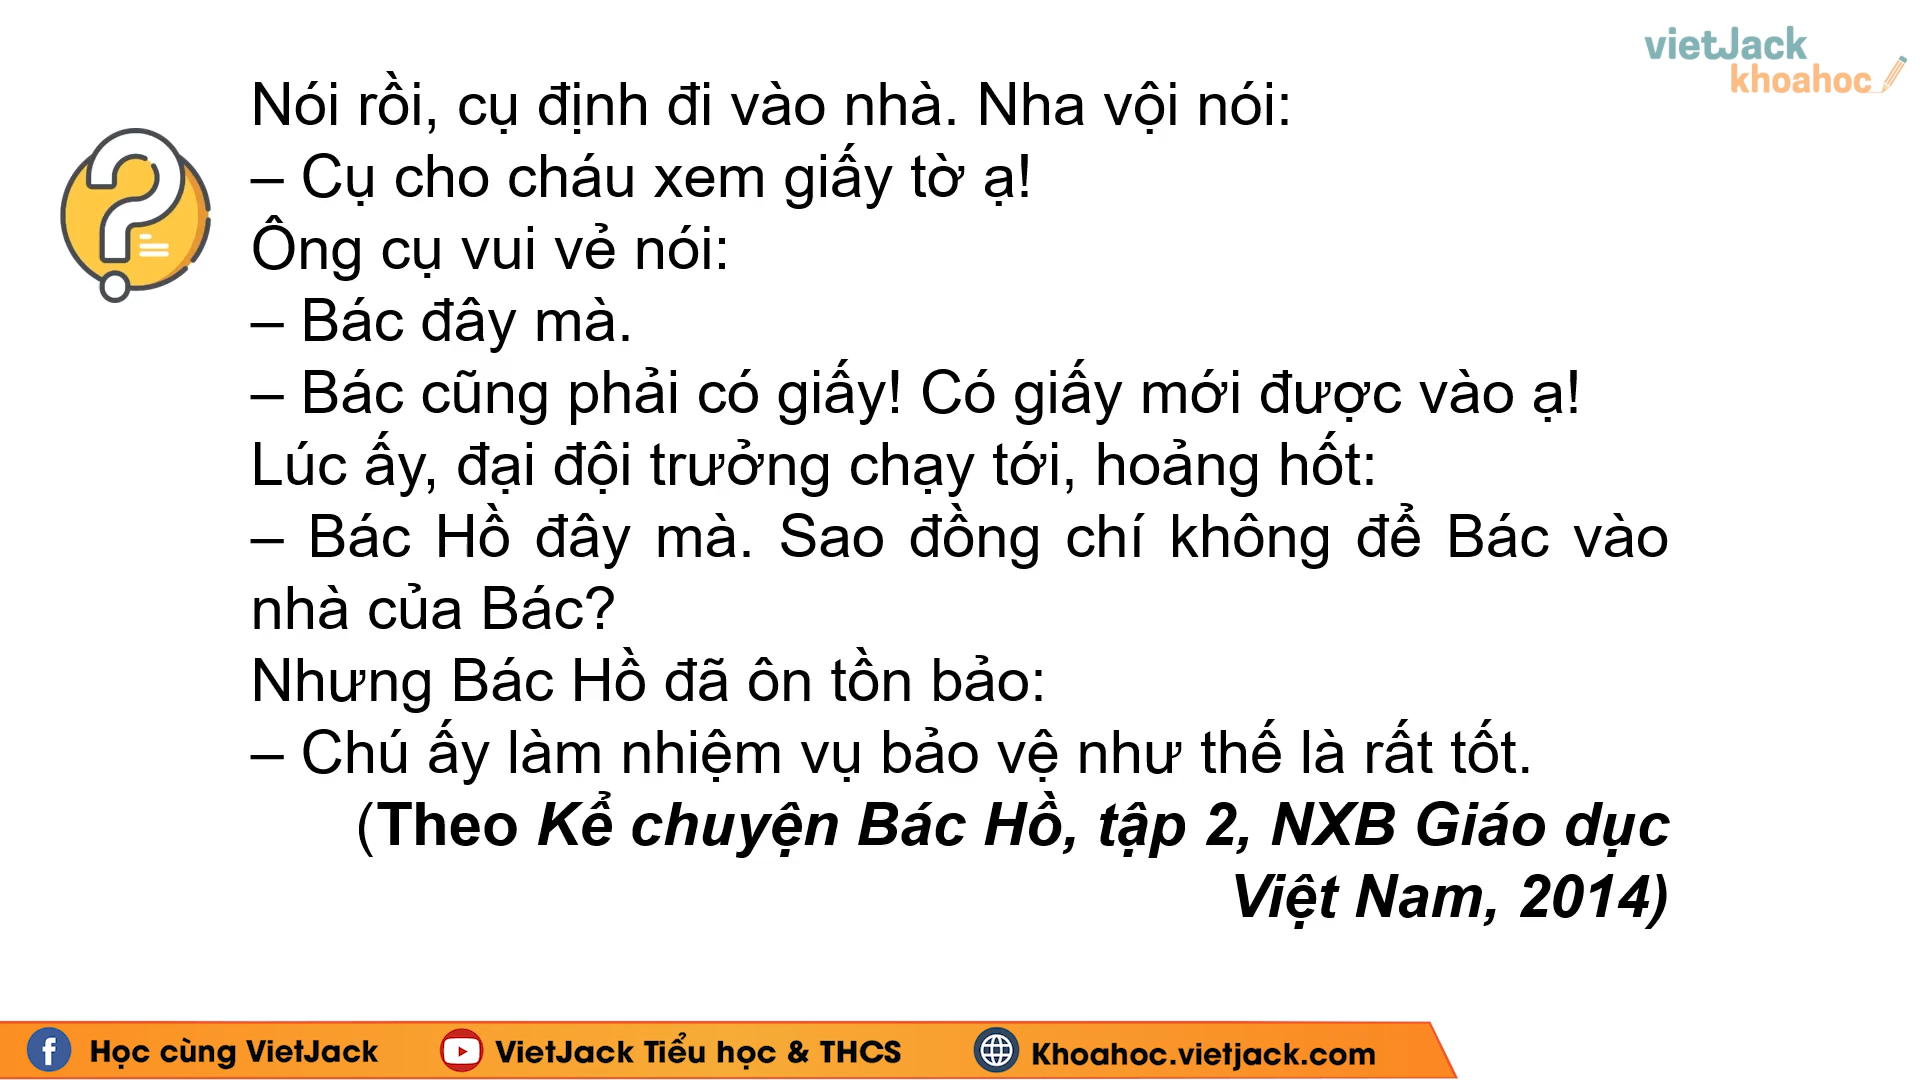 vietJack
khoahoc
Nói rồi, cụ định đi vào nhà. Nha vội nói:
– Cụ cho cháu xem giấy tờ ạ!
Ông cụ vui vẻ nói:
– Bác đây mà.
– Bác cũng phải có giấy! Có giấy mới được vào ạ!
Lúc ấy, đại đội trưởng chạy tới, hoảng hốt:
– Bác Hồ đây mà. Sao đồng chí không để Bác vào
nhà của Bác?
Nhưng Bác Hồ đã ôn tồn bảo:
– Chú ấy làm nhiệm vụ bảo vệ như thế là rất tốt.
(Theo Kể chuyện Bác Hồ, tập 2, NXB Giáo dục
Việt Nam, 2014)
Học cùng VietJack
VietJack Tiểu học & THCS
Khoahoc.vietjack.com